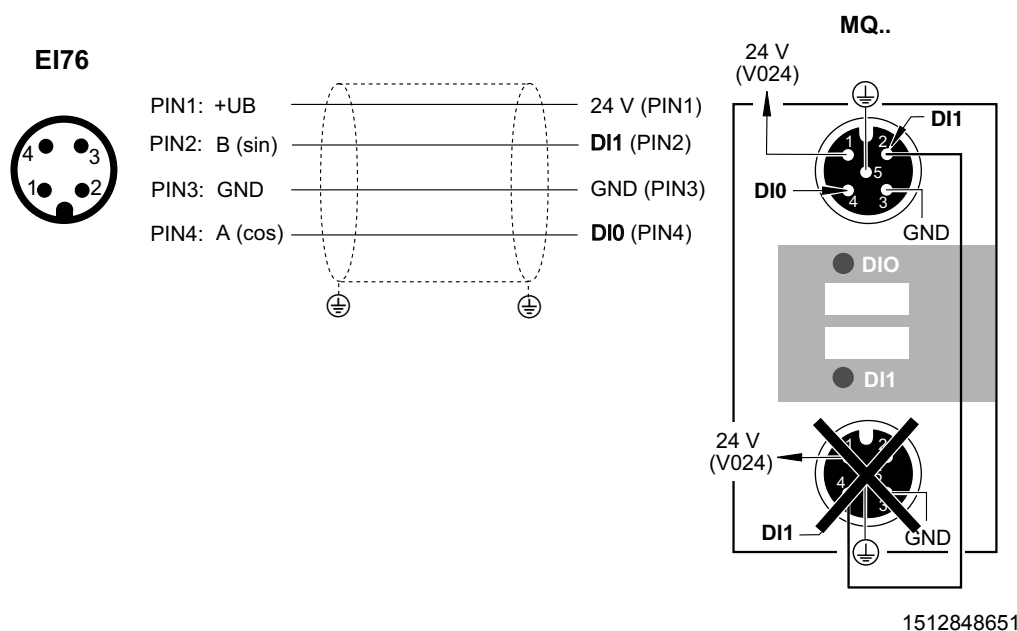 MQ..
EI76
24 V
(V024)
PIN1: +UB
24 V (PIN1)
PIN2: B (sin)
DI1 (PIN2)
PIN3: GND
GND (PIN3)
PIN4: A (cos)
DI0 (PIN4)
4
3
1
2
1
2
DI1
5
DI0
4
3
GND
DIO
DI1
24 V
(V024)
1
2
4
5
3
DI1
GND
1512848651